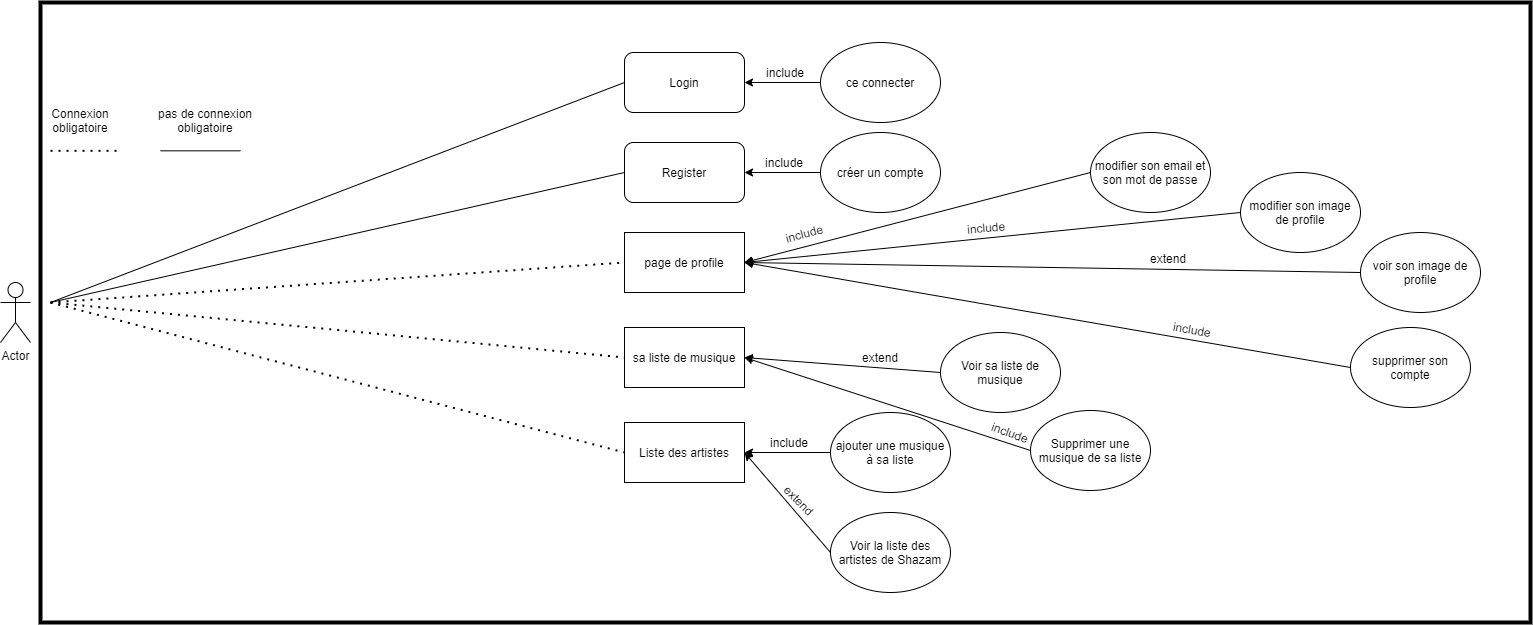 Connexion
obligatoire
pas de connexion
obligatoire
Actor
Login
include
ce connecter
Register
include
créer un compte
page de profile
include
modifier son email et
son mot de passe
include
modifier son image
de profile
extend
voir son image de
profile
include
supprimer son
compte
sa liste de musique
extend
Voir sa liste de
musique
include
Supprimer une
musique de sa liste
Liste des artistes
include
ajouter une musique
à sa liste
extend
Voir la liste des
artistes de Shazam